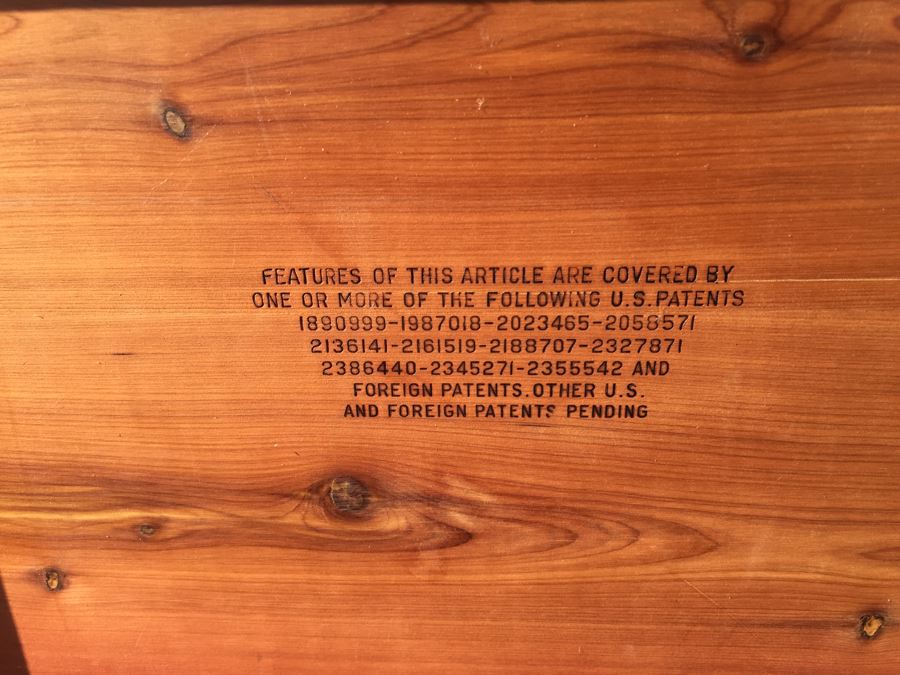 FEATURES OF THIS ARTICLE ARE COVERED BY
ONE OR MORE OF THE FOLLOWING U.S.PATENTS
1890999-1987018-2023465-2058571
2136141-2161519-2188707-2327871
2386440-2345271-2355542 AND
FOREIGN PATENTS.OTHER U.S.
AND FOREIGN PATENTS PENDING